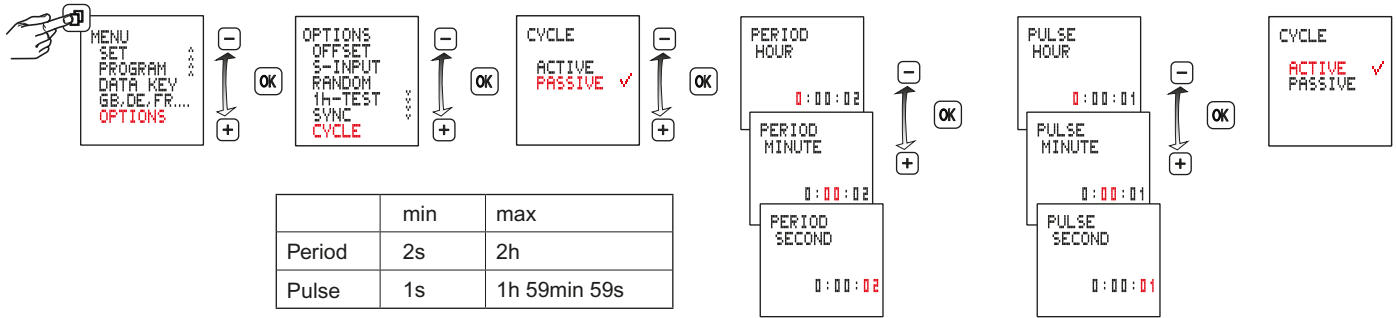 MENU
SET
PROGRAM
DATA KEY
GB,DE,FR....
OPTIONS
−
+
OK
OPTIONS
OFFSET
S-INPUT
RANDOM
1h-TEST
SYNC
CYCLE
−
+
OK
CYCLE
ACTIVE
PASSIVE ✓
−
+
OK
PERIOD
HOUR
0:00:02
PERIOD
MINUTE
0:00:02
PERIOD
SECOND
0:00:02
−
+
OK
PULSE
HOUR
0:00:01
PULSE
MINUTE
0:00:01
PULSE
SECOND
0:00:01
−
+
OK
CYCLE
ACTIVE ✓
PASSIVE
min max
Period 2s 2h
Pulse 1s 1h 59min 59s